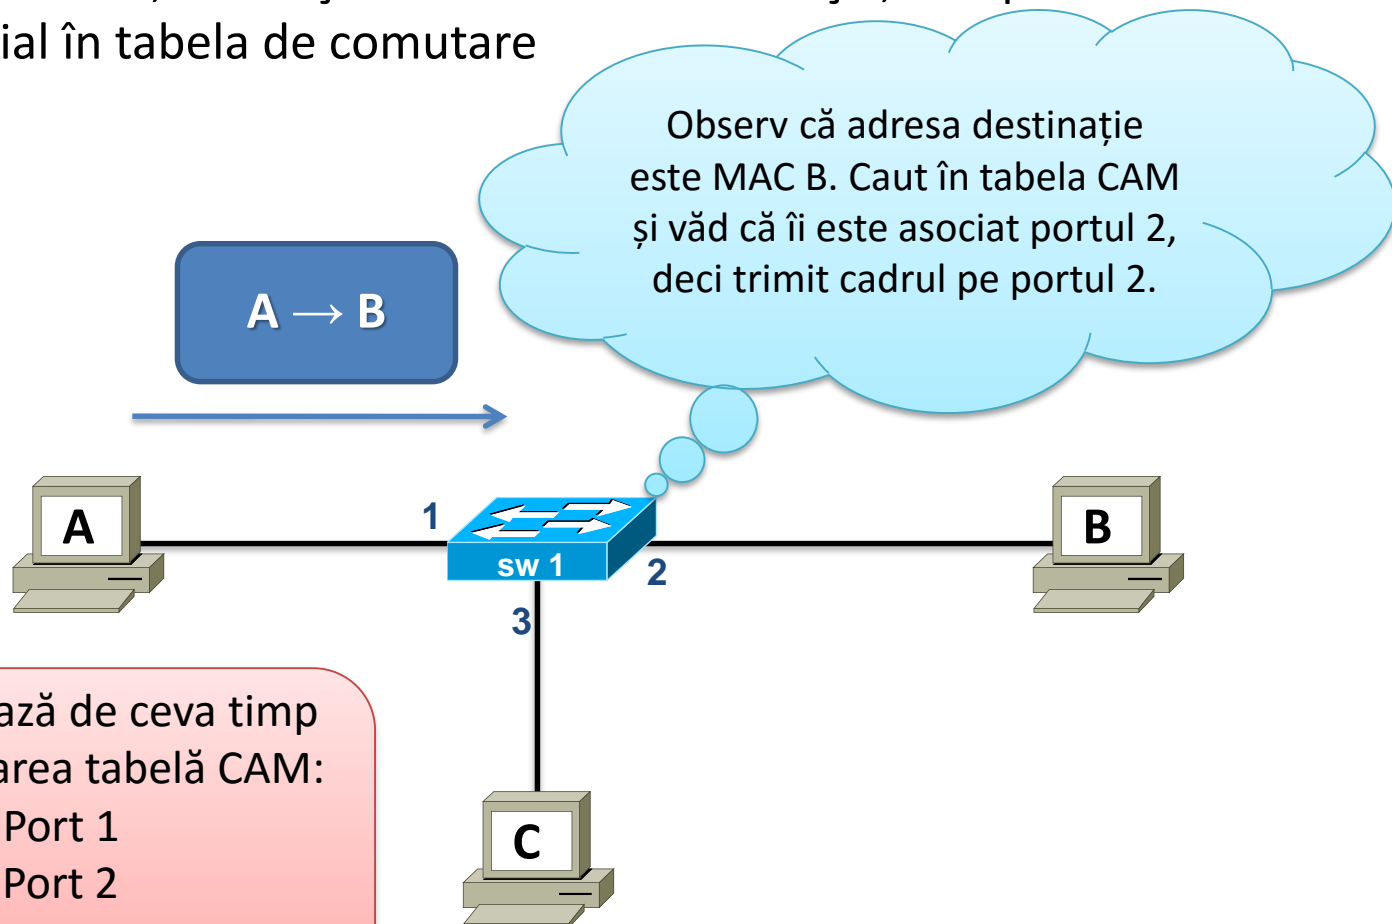 ial în tabela de comutare
Observ că adresa destinație
este MAC B. Caut în tabela CAM
și văd că îi este asociat portul 2,
deci trimit cadrul pe portul 2.
A → B
A
1
sw 1
2
B
3
ază de ceva timp
area tabelă CAM:
Port 1
Port 2
C